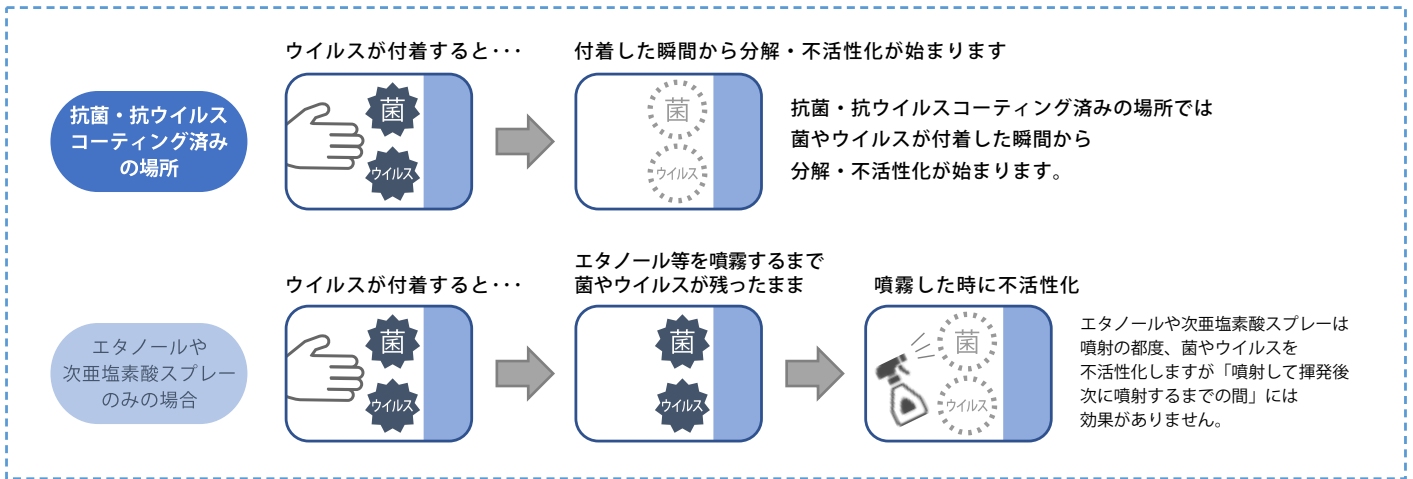 抗菌・抗ウイルス
コーティング済み
の場所
ウイルスが付着すると･･･
菌
ウイルス
付着した瞬間から分解・不活性化が始まります
菌
ウイルス
抗菌・抗ウイルスコーティング済みの場所では
菌やウイルスが付着した瞬間から
分解・不活性化が始まります。
エタノールや
次亜塩素酸スプレー
のみの場合
ウイルスが付着すると･･･
菌
ウイルス
エタノール等を噴霧するまで
菌やウイルスが残ったまま
菌
ウイルス
噴霧した時に不活性化
菌
ウイルス
エタノールや次亜塩素酸スプレーは
噴射の都度、菌やウイルスを
不活性化しますが「噴射して揮発後
次に噴射するまでの間」には
効果がありません。